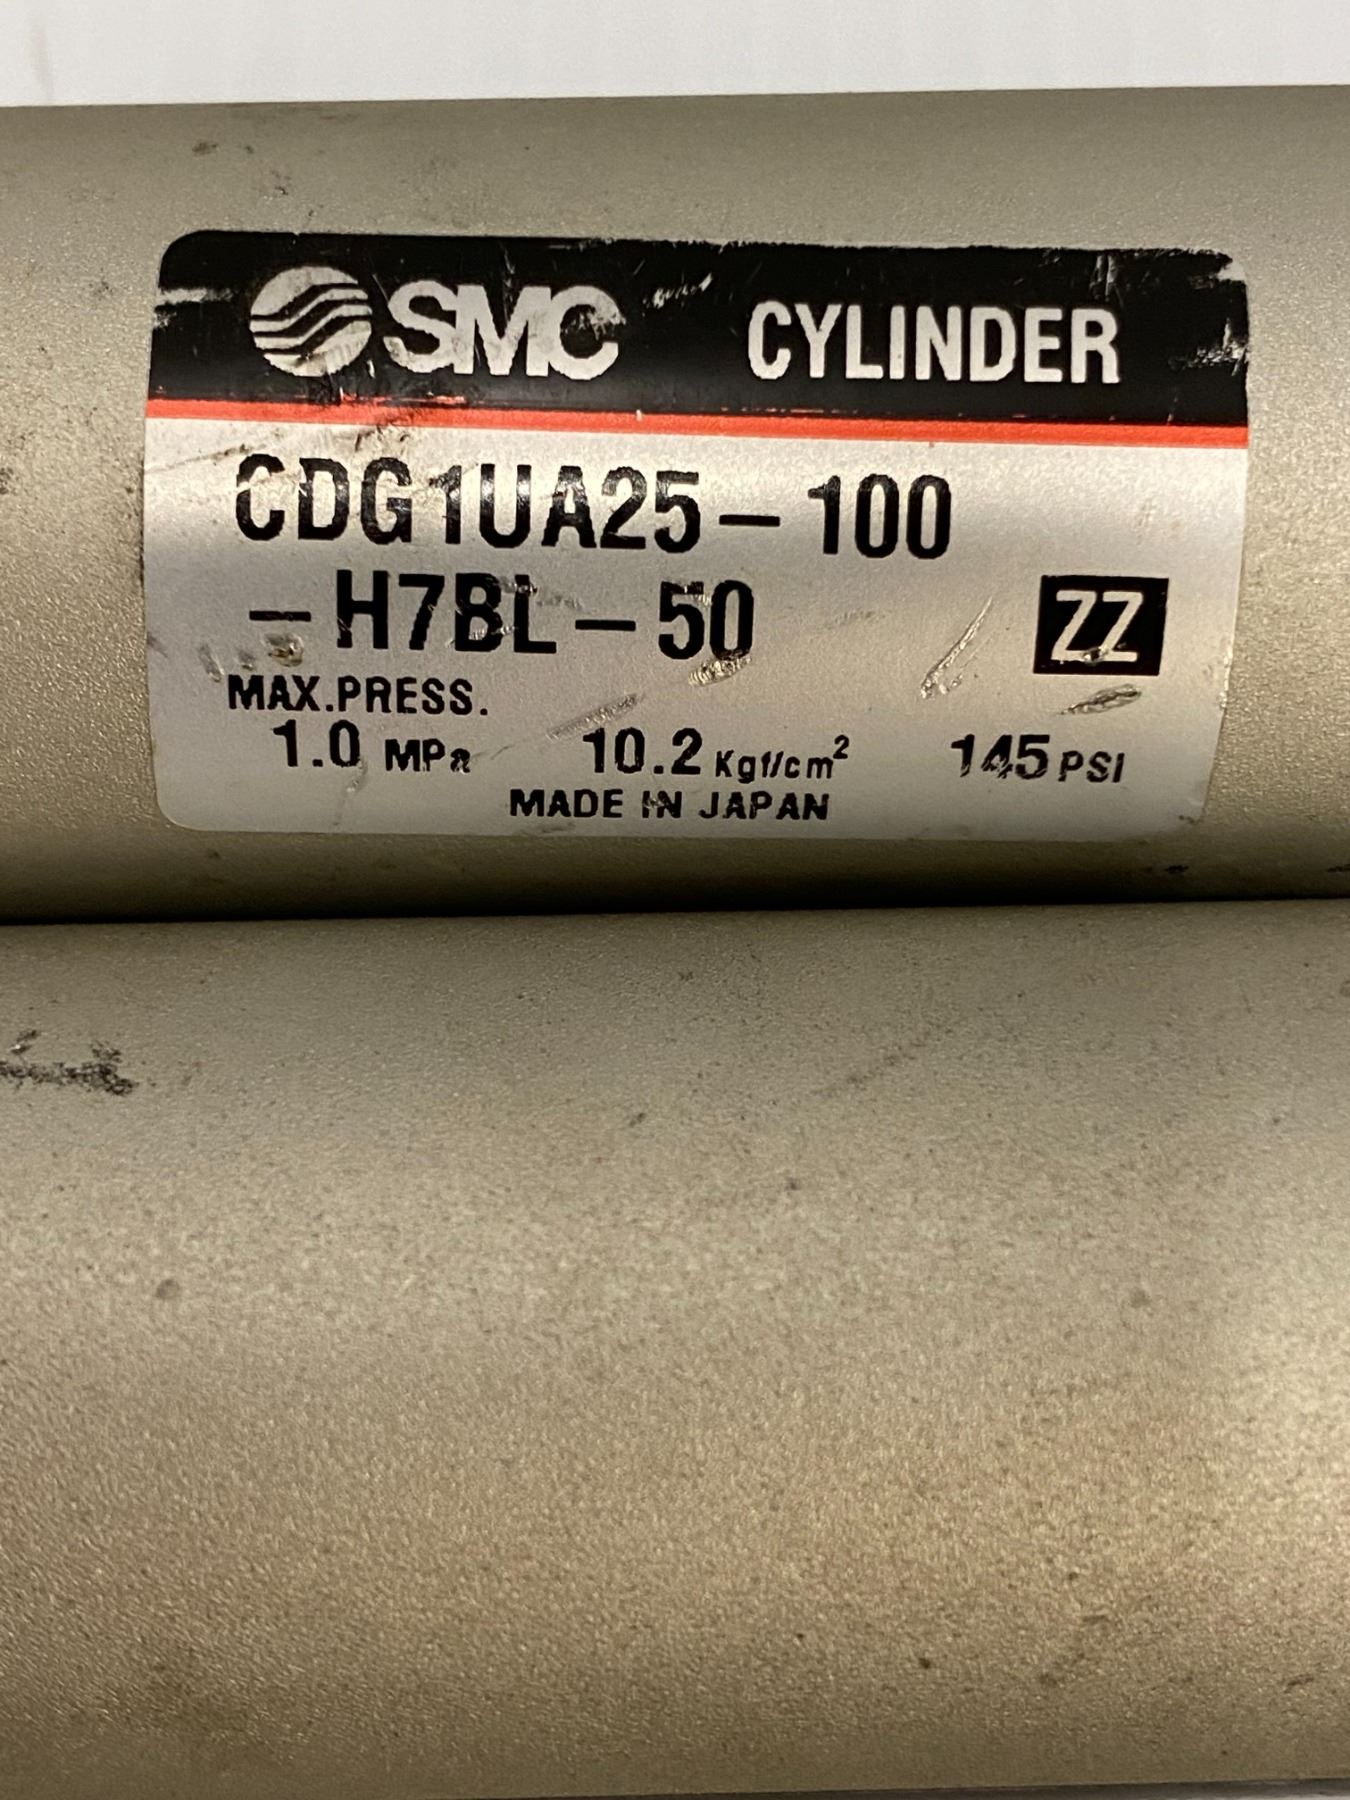 SMC CYLINDER
CDG1UA25-100
-H7BL-50 ZZ
MAX.PRESS.
1.0 MPa 10.2 Kgf/cm² 145 PSI
MADE IN JAPAN